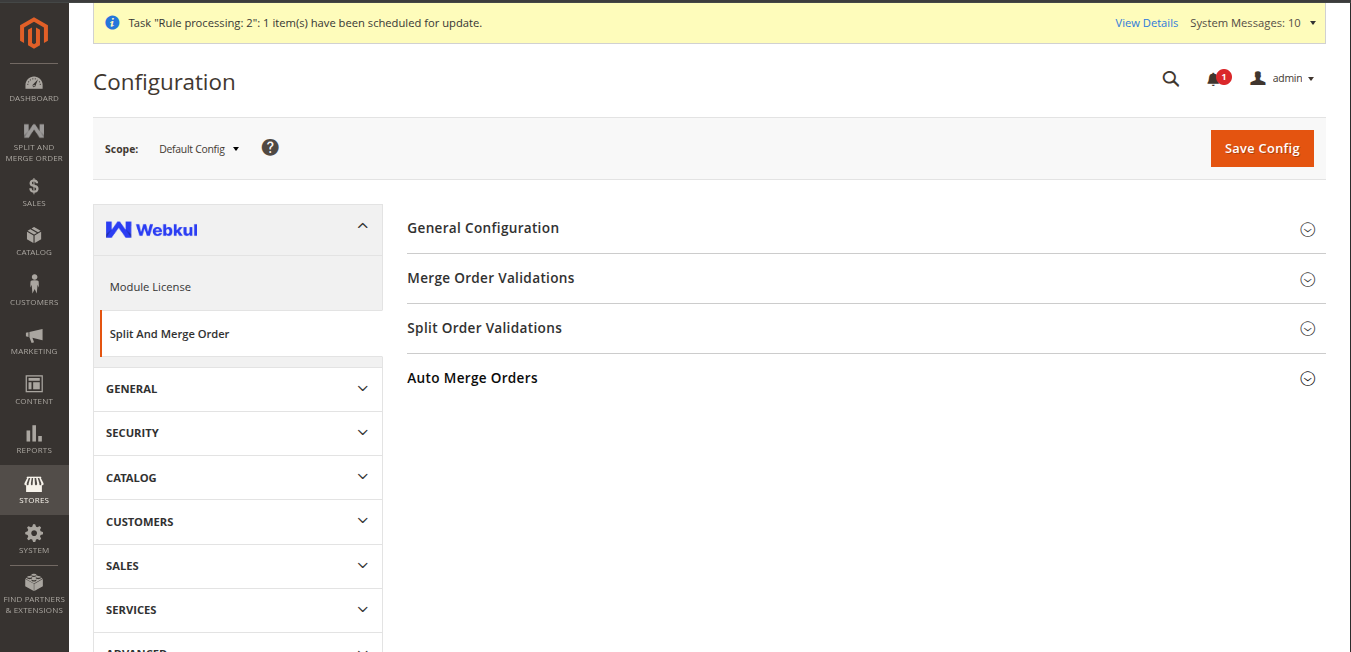 Task "Rule processing: 2": 1 item(s) have been scheduled for update.
View Details
System Messages: 10
Configuration
1
admin
Scope:
Default Config
?
Save Config
DASHBOARD
SPLIT AND
MERGE ORDER
SALES
CATALOG
CUSTOMERS
MARKETING
CONTENT
REPORTS
STORES
SYSTEM
FIND PARTNERS
& EXTENSIONS
Webkul
Module License
Split And Merge Order
GENERAL
SECURITY
CATALOG
CUSTOMERS
SALES
SERVICES
ADVANCED
General Configuration
Merge Order Validations
Split Order Validations
Auto Merge Orders